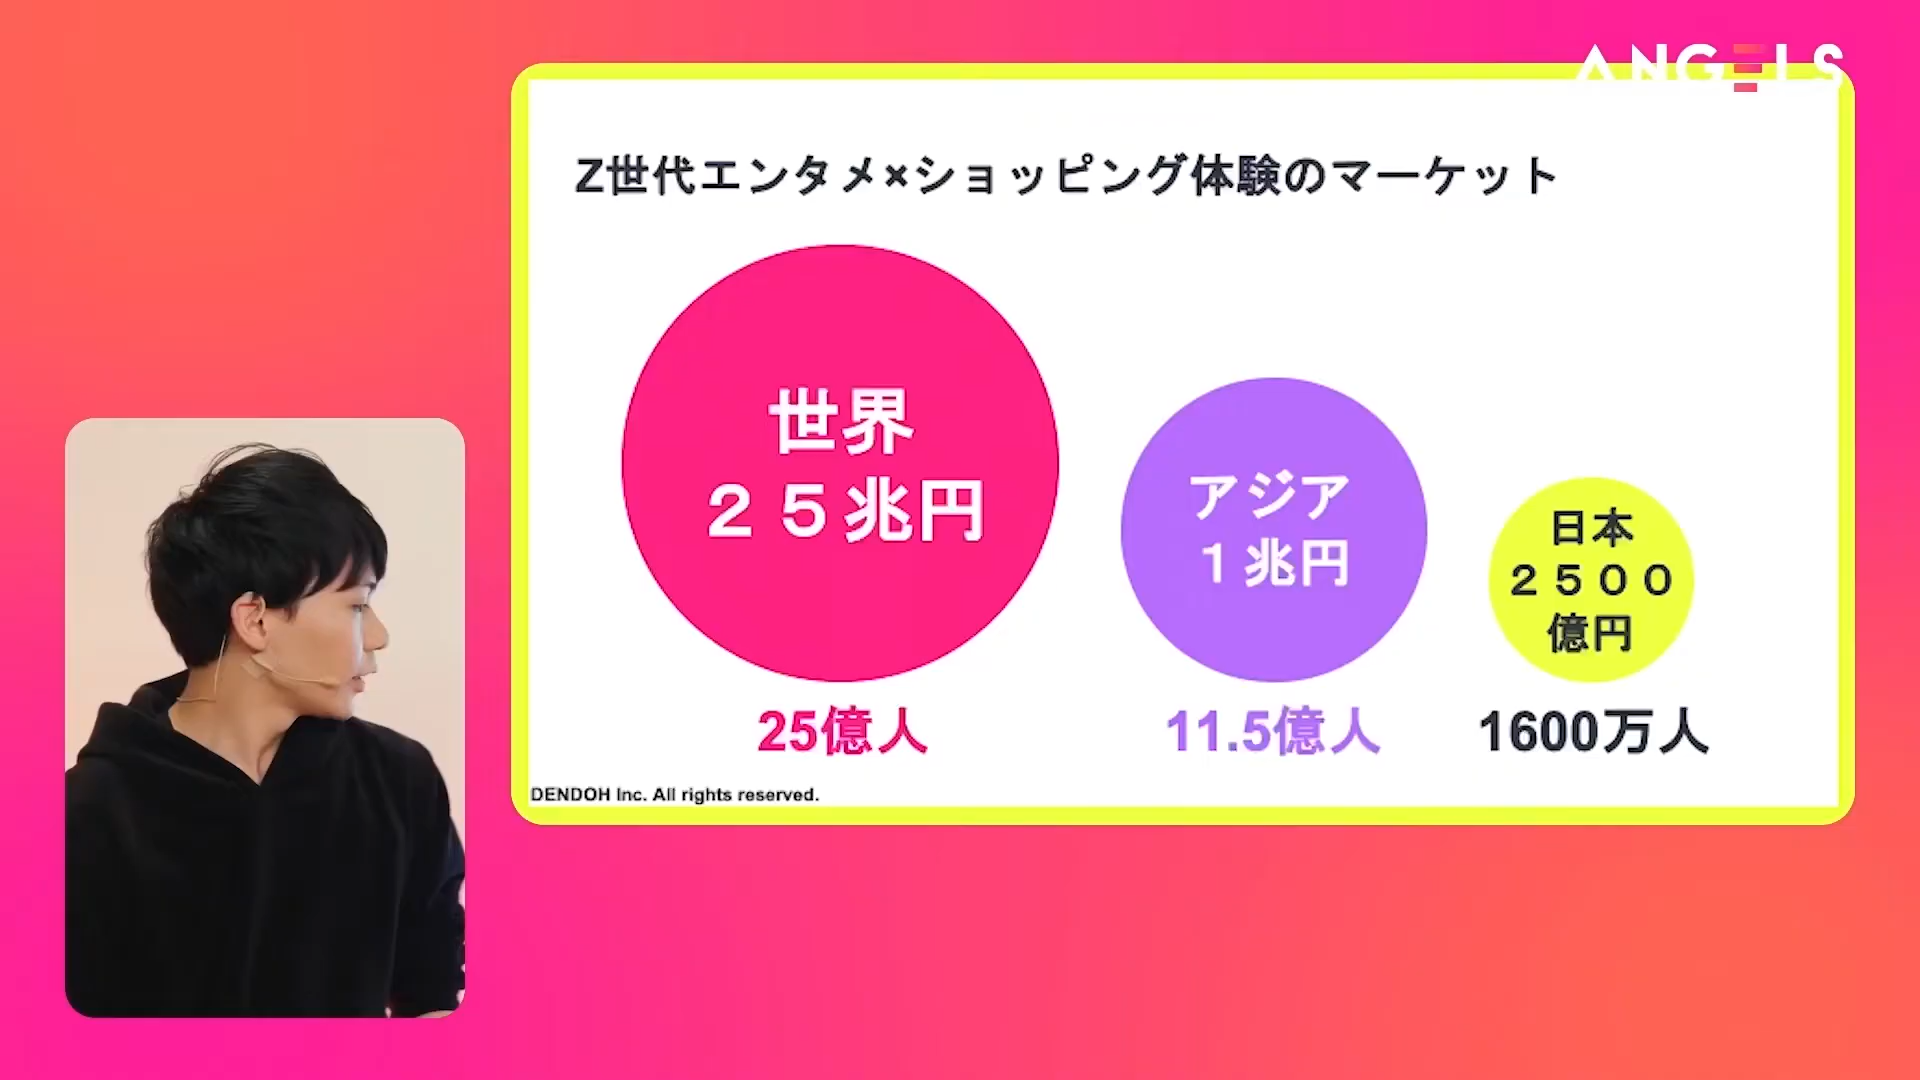 ANGELS
Z世代エンタメ×ショッピング体験のマーケット
世界
２５兆円
アジア
１兆円
日本
２５００
億円
25億人
11.5億人
1600万人
DENDOH Inc. All rights reserved.